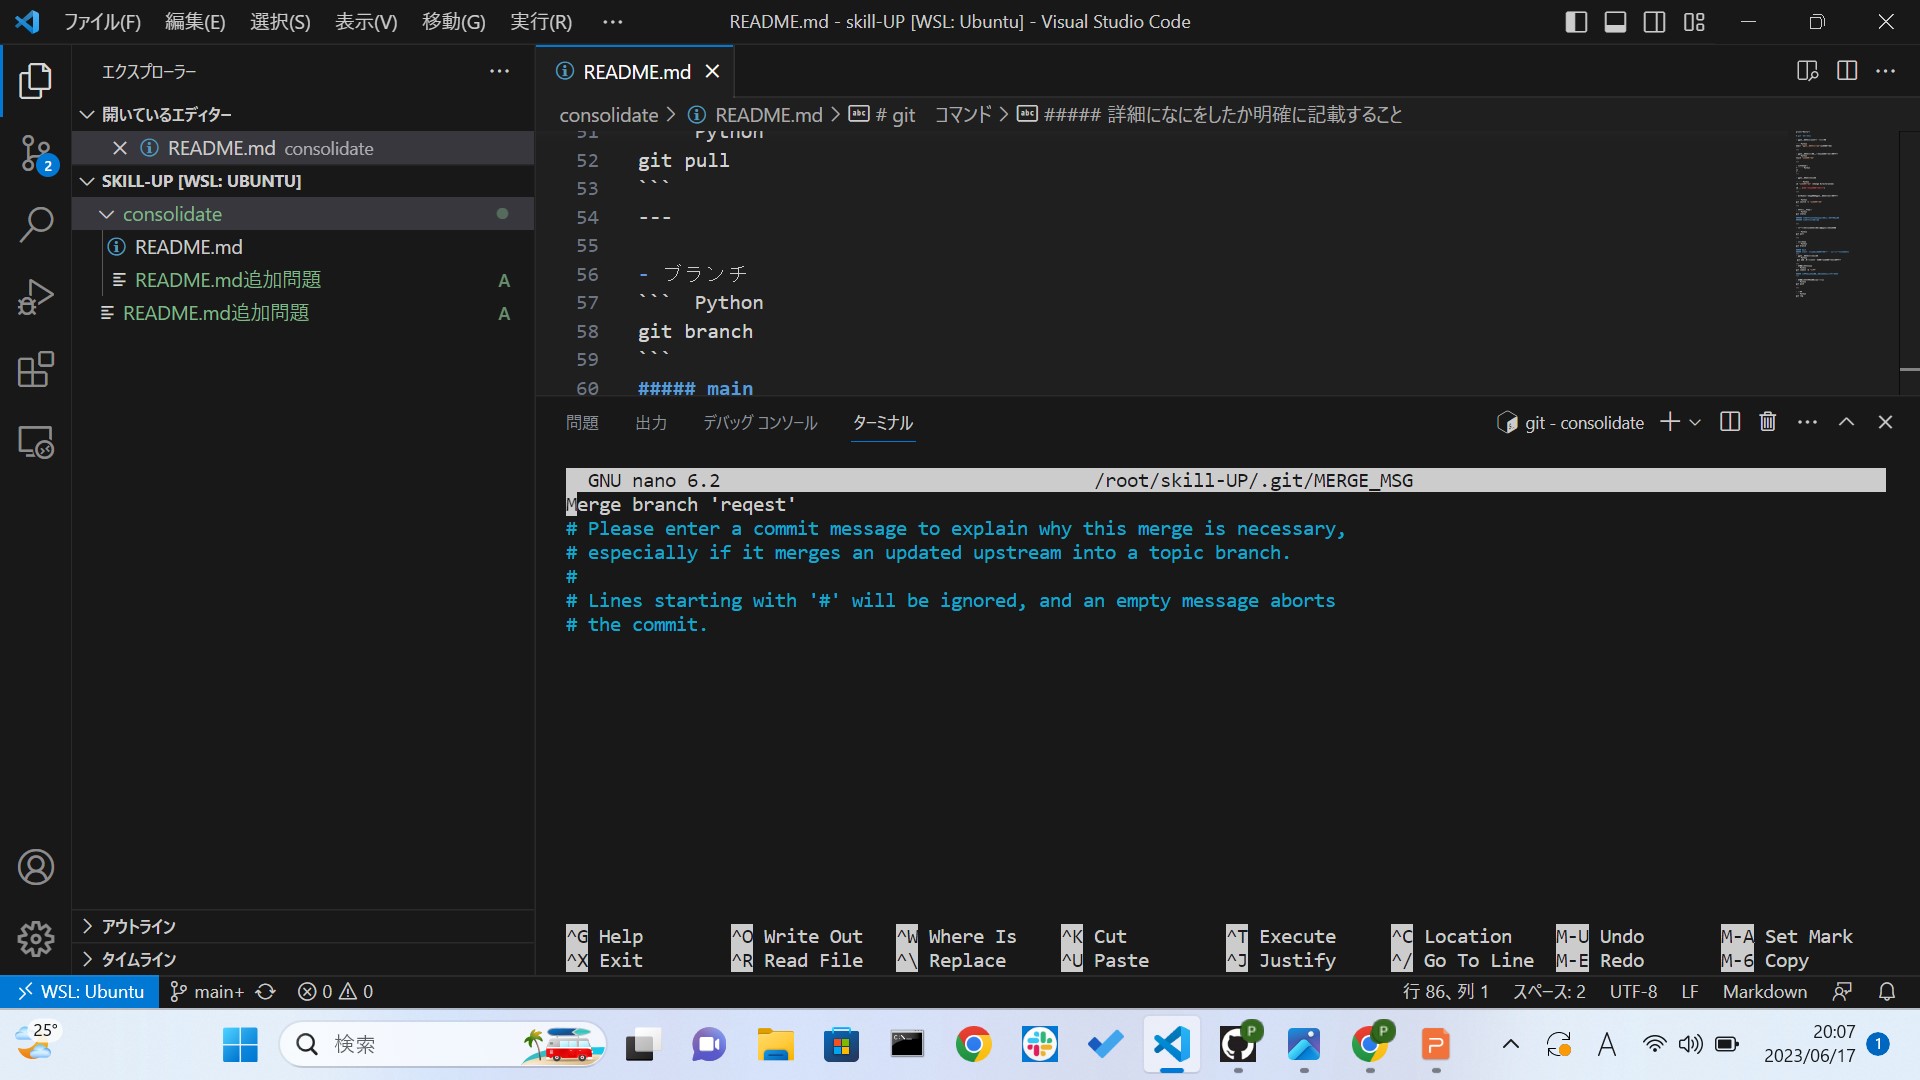 ファイル(F) 編集(E) 選択(S) 表示(V) 移動(G) 実行(R) ··· README.md - skill-UP [WSL: Ubuntu] - Visual Studio Code
エクスプローラー ···
開いているエディター
README.md consolidate
SKILL-UP [WSL: UBUNTU]
consolidate
README.md
README.md追加問題 A
README.md追加問題 A
アウトライン
タイムライン
2
README.md
consolidate > README.md > # git コマンド > ##### 詳細になにをしたか明確に記載すること
51 Python
52 git pull
53 ```
54 ---
55
56 - ブランチ
57 ``` Python
58 git branch
59 ```
60 ##### main
問題 出力 デバッグ コンソール ターミナル git - consolidate
GNU nano 6.2 /root/skill-UP/.git/MERGE_MSG
Merge branch 'reqest'
# Please enter a commit message to explain why this merge is necessary,
# especially if it merges an updated upstream into a topic branch.
#
# Lines starting with '#' will be ignored, and an empty message aborts
# the commit.
^G Help ^O Write Out ^W Where Is ^K Cut ^T Execute ^C Location M-U Undo M-A Set Mark
^X Exit ^R Read File ^\ Replace ^U Paste ^J Justify ^/ Go To Line M-E Redo M-6 Copy
WSL: Ubuntu main+ 0 0 行 86、列 1 スペース: 2 UTF-8 LF Markdown
25° 検索 P P P A 20:07 1
2023/06/17